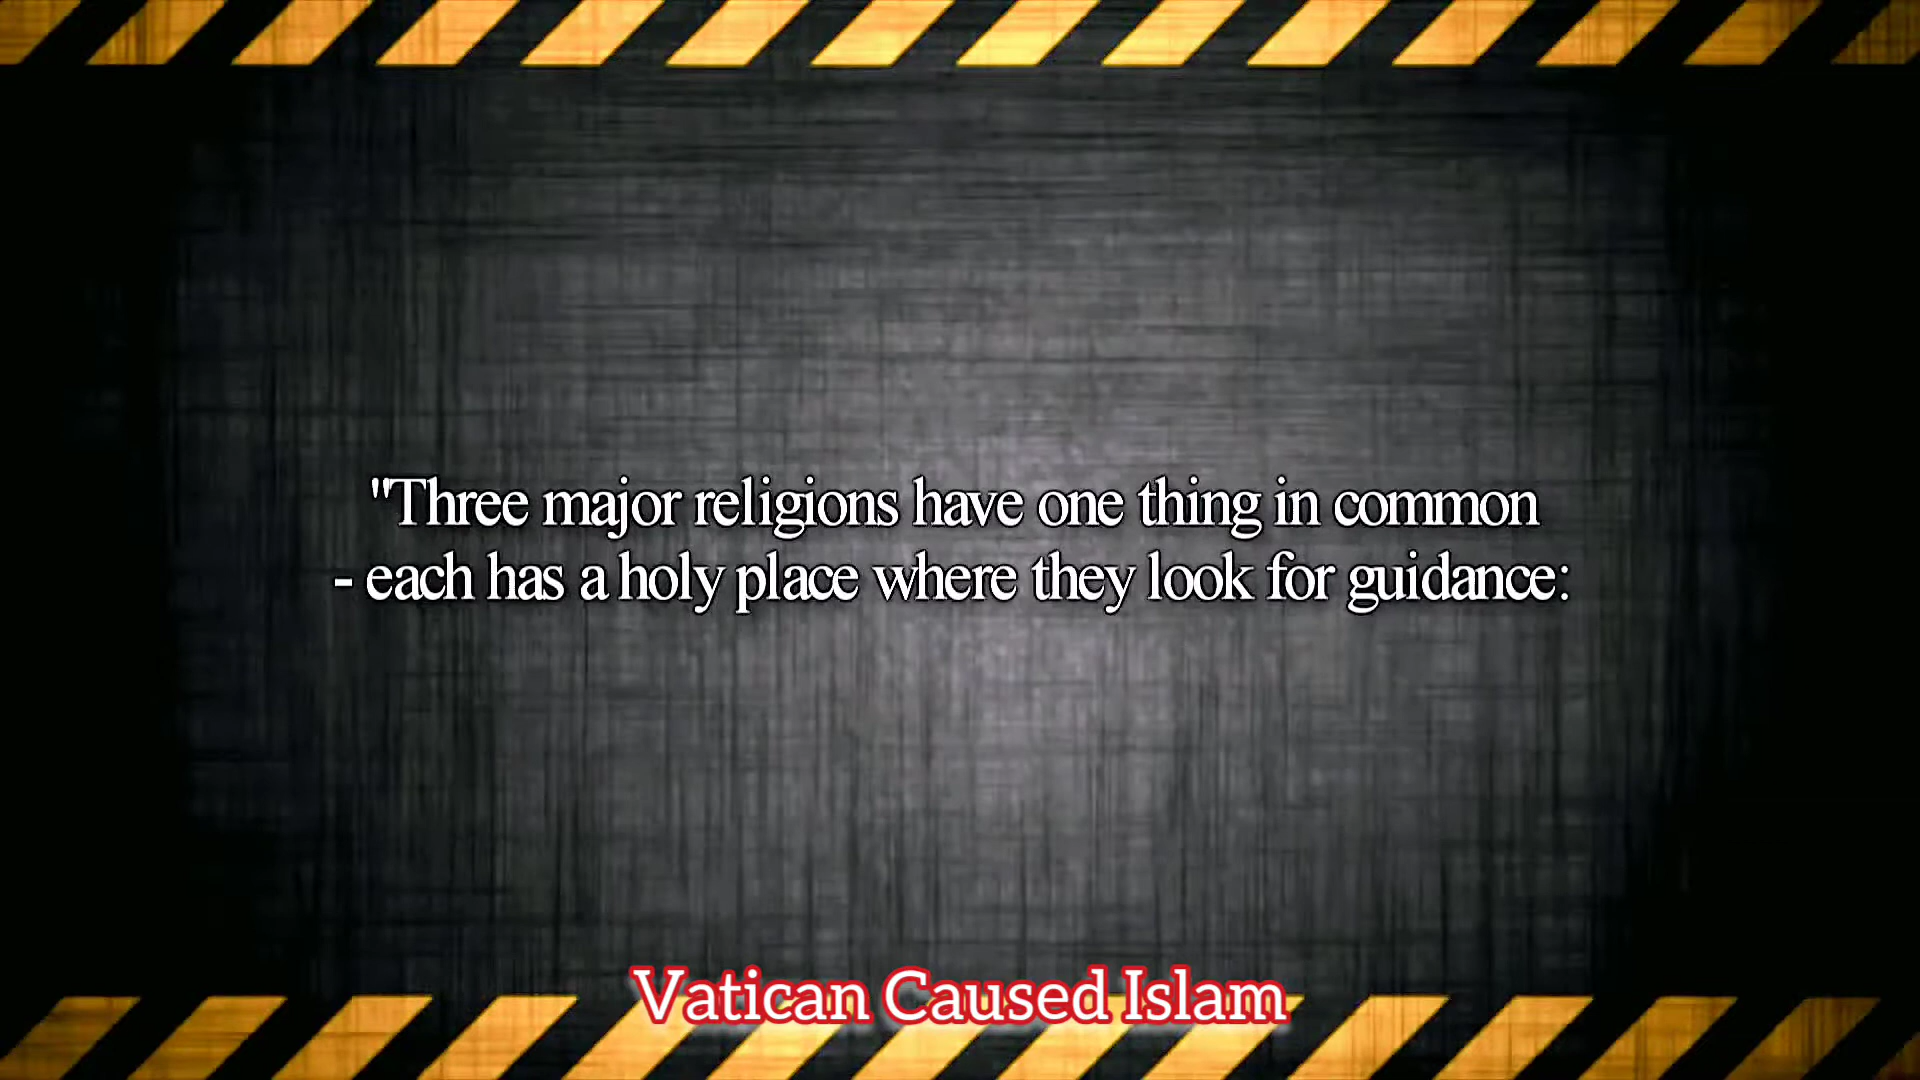 "Three major religions have one thing in common
- each has a holy place where they look for guidance:
Vatican Caused Islam